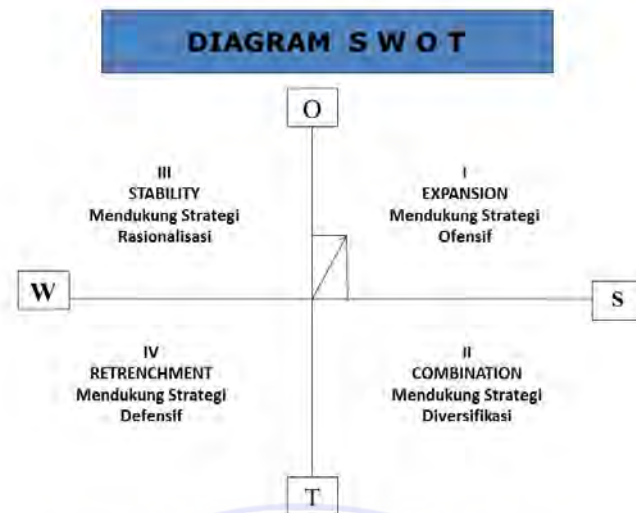 DIAGRAM S W O T
O
III
STABILITY
Mendukung Strategi
Rasionalisasi
I
EXPANSION
Mendukung Strategi
Ofensif
W
S
IV
RETRENCHMENT
Mendukung Strategi
Defensif
II
COMBINATION
Mendukung Strategi
Diversifikasi
T